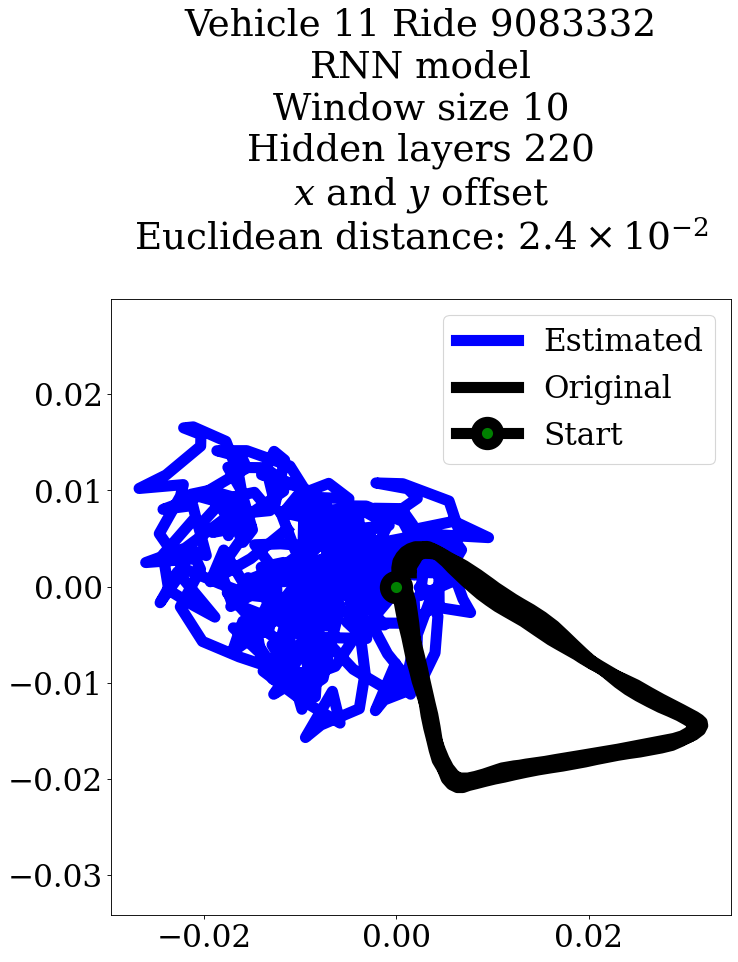 Vehicle 11 Ride 9083332
RNN model
Window size 10
Hidden layers 220
x and y offset
Euclidean distance: 2.4 × 10⁻²
Estimated
Original
Start
0.02
0.01
0.00
−0.01
−0.02
−0.03
−0.02 0.00 0.02